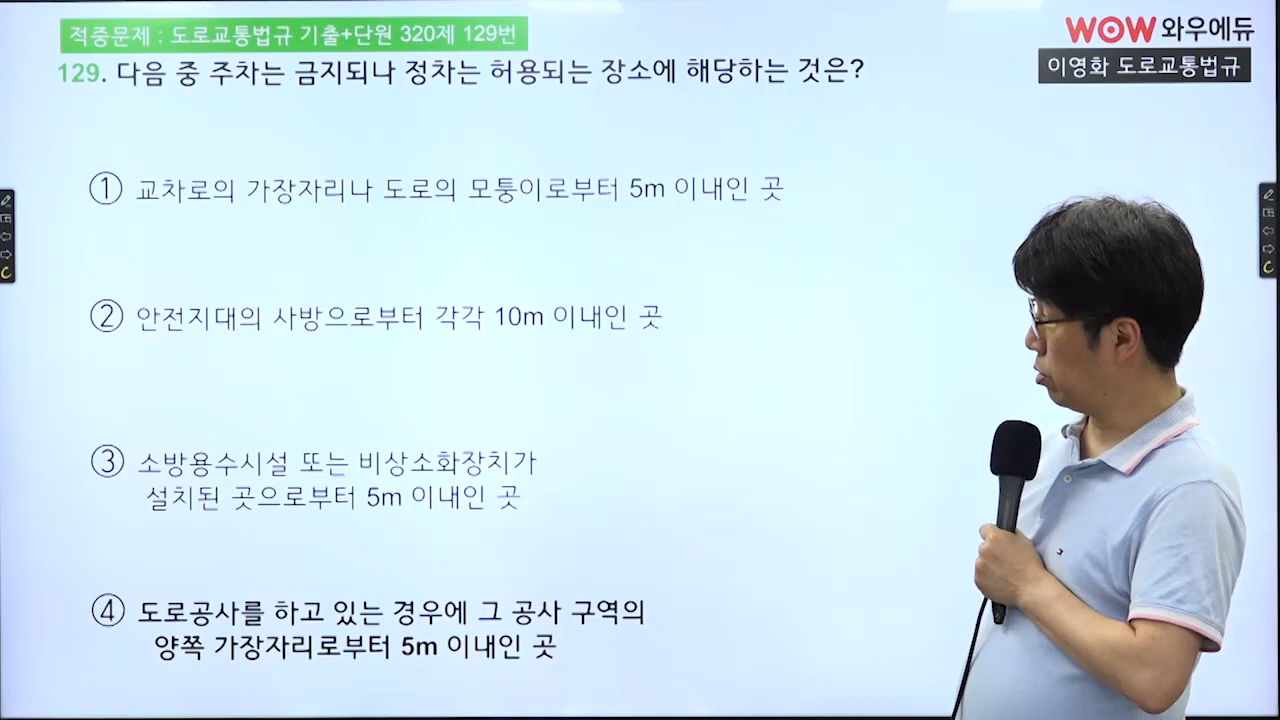 적중문제 : 도로교통법규 기출+단원 320제 129번
WOW 와우에듀
이영화 도로교통법규
129. 다음 중 주차는 금지되나 정차는 허용되는 장소에 해당하는 것은?
① 교차로의 가장자리나 도로의 모퉁이로부터 5m 이내인 곳
② 안전지대의 사방으로부터 각각 10m 이내인 곳
③ 소방용수시설 또는 비상소화장치가
설치된 곳으로부터 5m 이내인 곳
④ 도로공사를 하고 있는 경우에 그 공사 구역의
양쪽 가장자리로부터 5m 이내인 곳